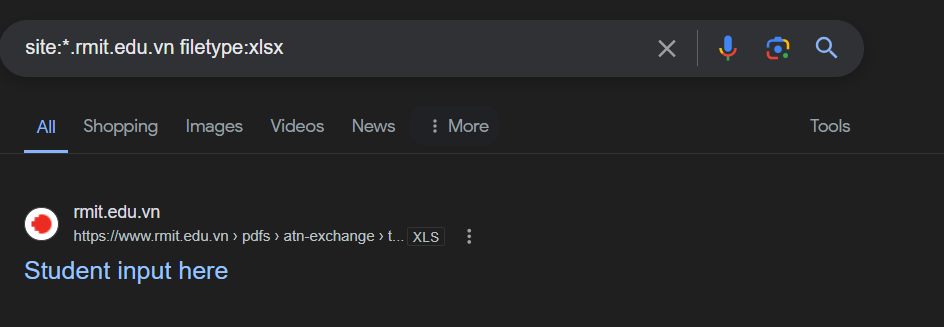 site:*.rmit.edu.vn filetype:xlsx
All Shopping Images Videos News More Tools
rmit.edu.vn
https://www.rmit.edu.vn › pdfs › atn-exchange › t... XLS
Student input here